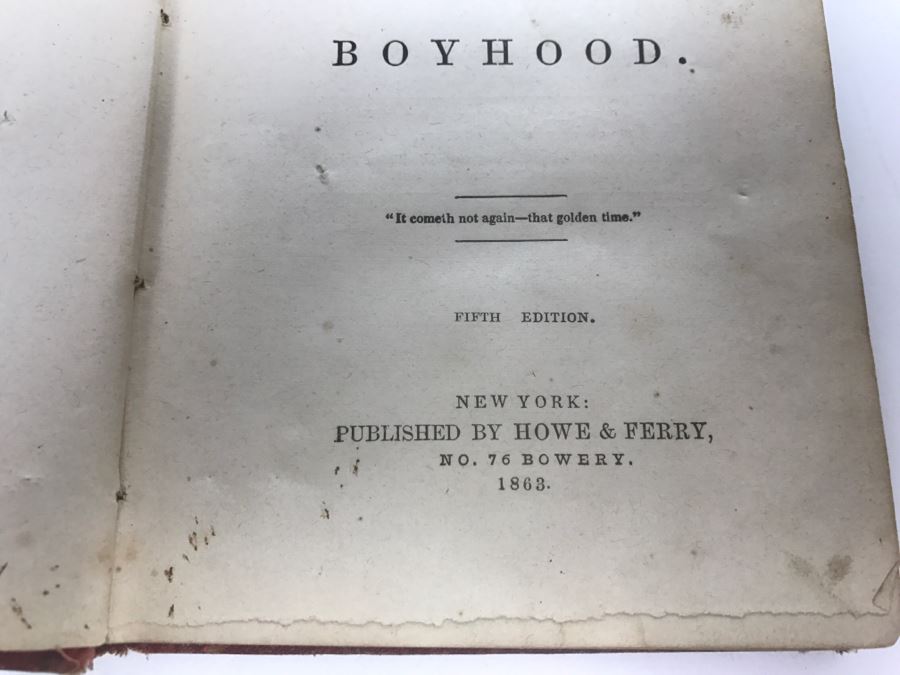 BOYHOOD.
“It cometh not again—that golden time.”
FIFTH EDITION.
NEW YORK:
PUBLISHED BY HOWE & FERRY,
NO. 76 BOWERY.
1863.